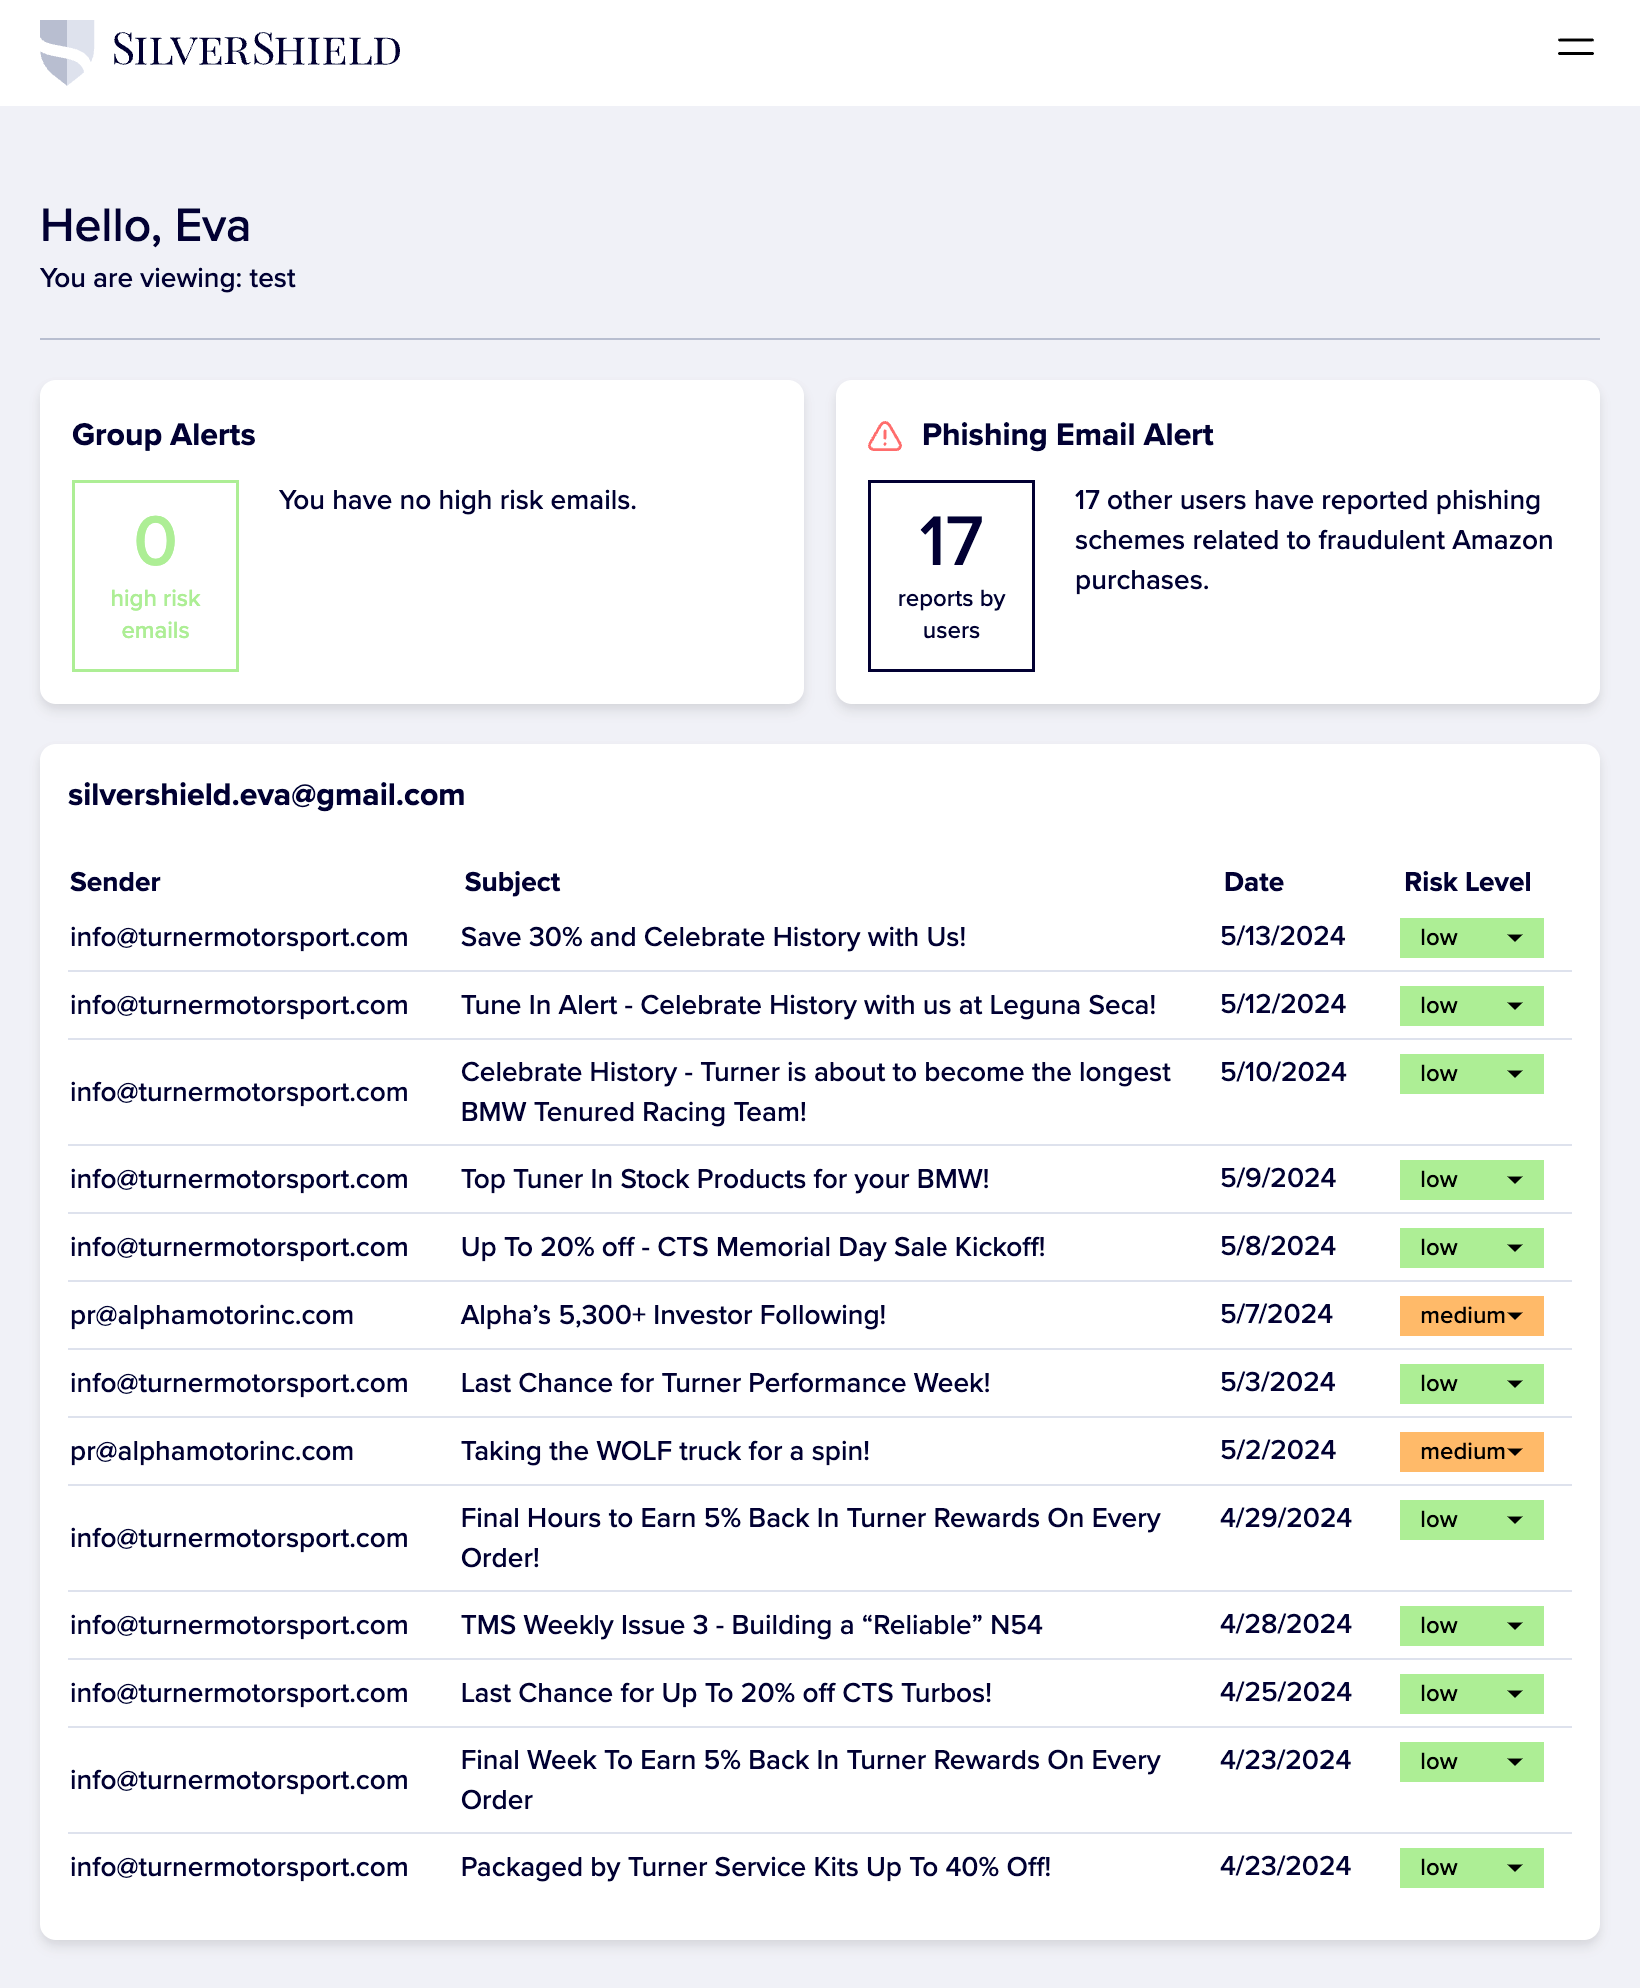 SILVERSHIELD
Hello, Eva
You are viewing: test
Group Alerts
0
high risk
emails
You have no high risk emails.
Phishing Email Alert
17
reports by
users
17 other users have reported phishing
schemes related to fraudulent Amazon
purchases.
silvershield.eva@gmail.com
Sender Subject Date Risk Level
info@turnermotorsport.com Save 30% and Celebrate History with Us! 5/13/2024 low
info@turnermotorsport.com Tune In Alert - Celebrate History with us at Leguna Seca! 5/12/2024 low
info@turnermotorsport.com Celebrate History - Turner is about to become the longest 5/10/2024 low
BMW Tenured Racing Team!
info@turnermotorsport.com Top Tuner In Stock Products for your BMW! 5/9/2024 low
info@turnermotorsport.com Up To 20% off - CTS Memorial Day Sale Kickoff! 5/8/2024 low
pr@alphamotorinc.com Alpha’s 5,300+ Investor Following! 5/7/2024 medium
info@turnermotorsport.com Last Chance for Turner Performance Week! 5/3/2024 low
pr@alphamotorinc.com Taking the WOLF truck for a spin! 5/2/2024 medium
info@turnermotorsport.com Final Hours to Earn 5% Back In Turner Rewards On Every 4/29/2024 low
Order!
info@turnermotorsport.com TMS Weekly Issue 3 - Building a “Reliable” N54 4/28/2024 low
info@turnermotorsport.com Last Chance for Up To 20% off CTS Turbos! 4/25/2024 low
info@turnermotorsport.com Final Week To Earn 5% Back In Turner Rewards On Every 4/23/2024 low
Order
info@turnermotorsport.com Packaged by Turner Service Kits Up To 40% Off! 4/23/2024 low